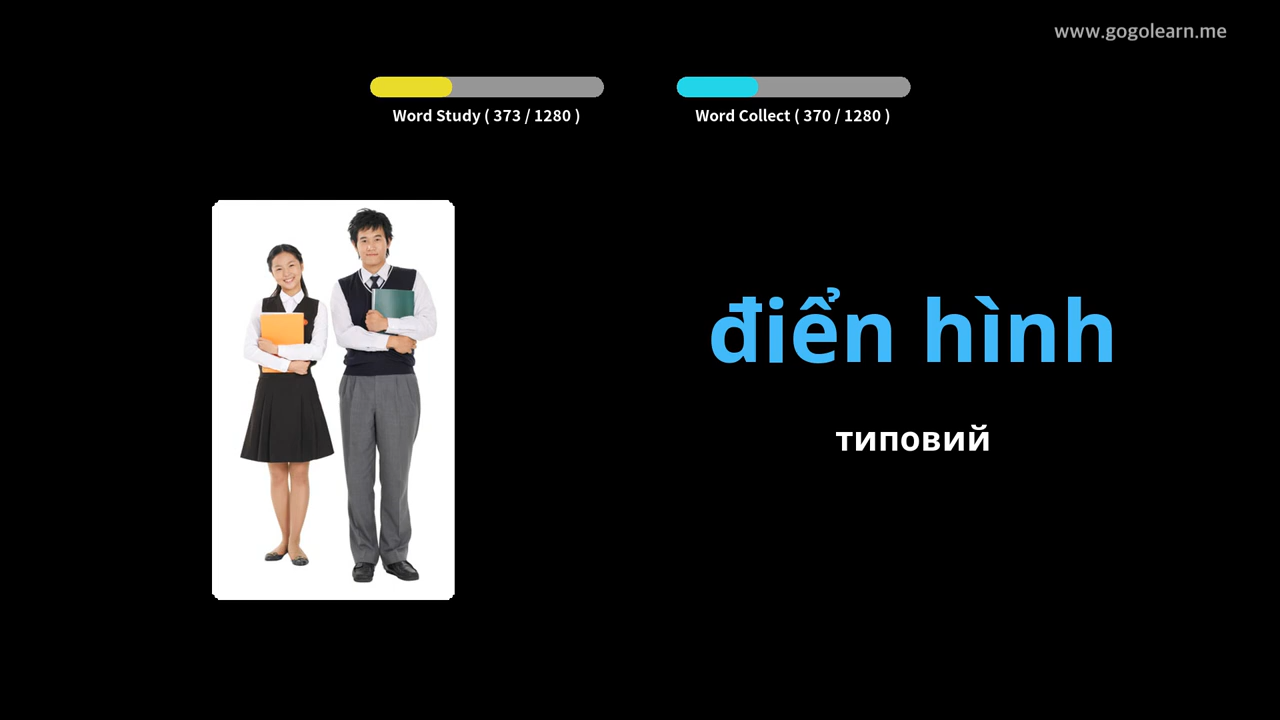 www.gogolearn.me
Word Study ( 373 / 1280 )
Word Collect ( 370 / 1280 )
điển hình
типовий